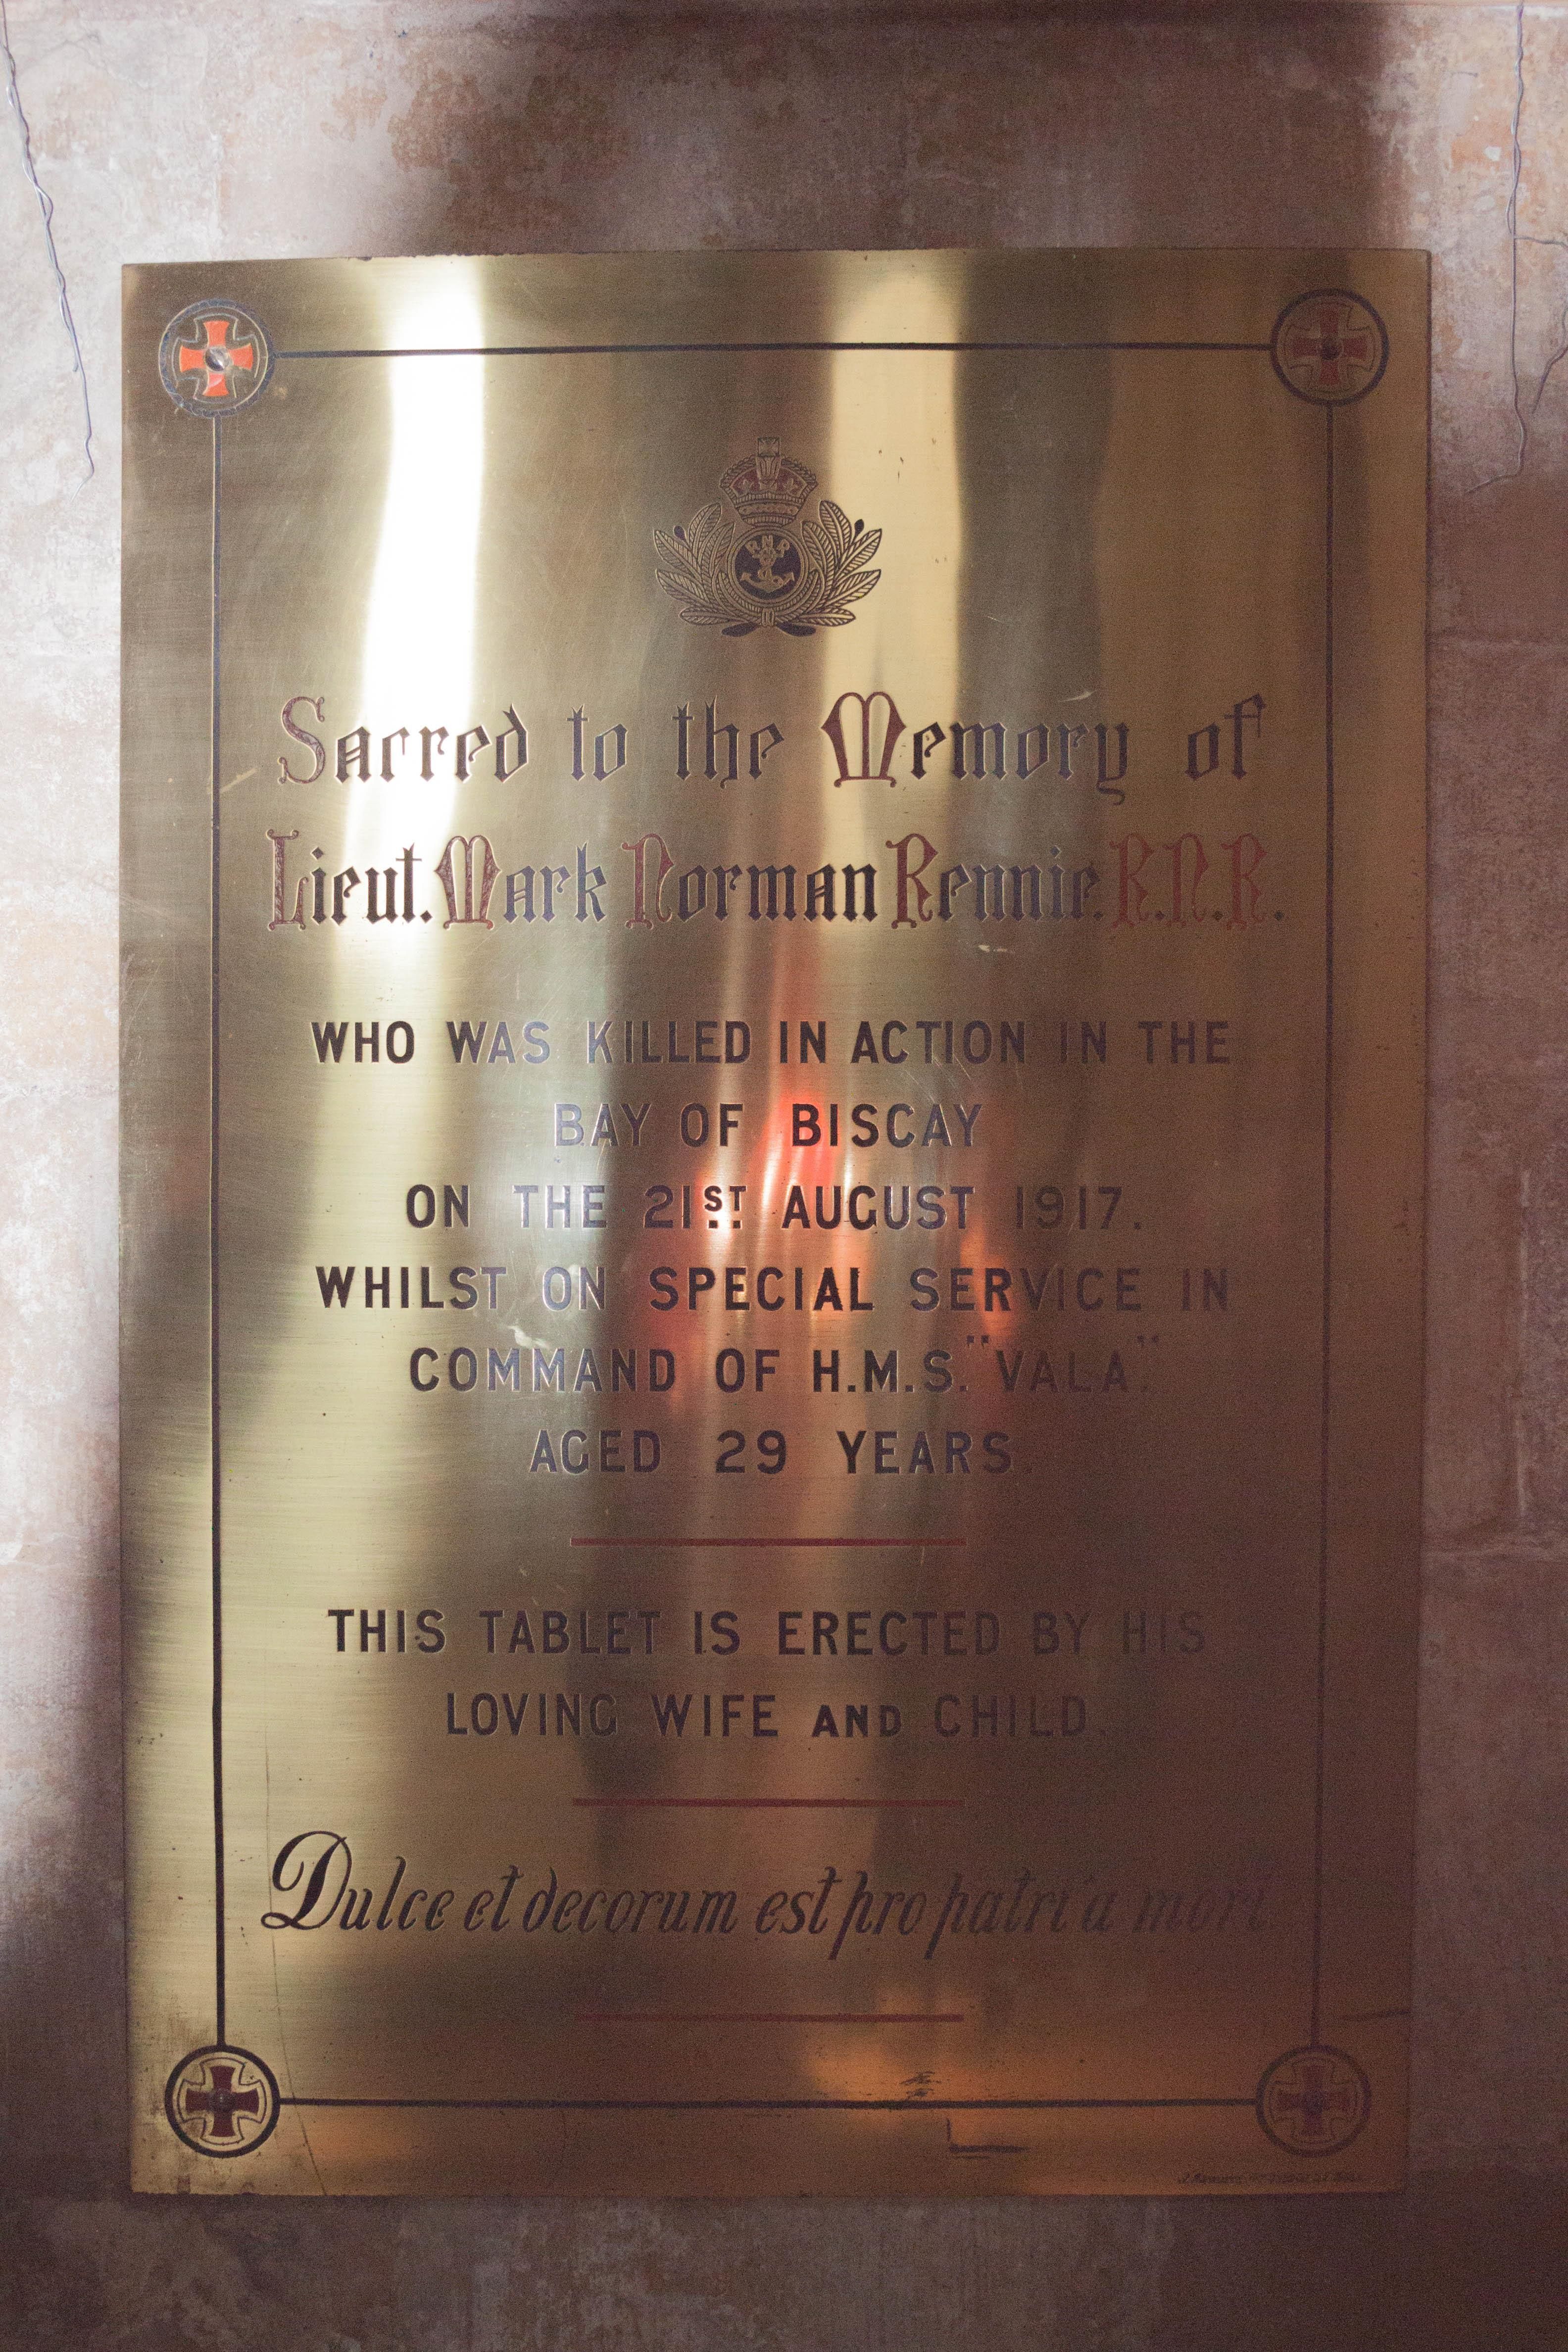 RNR
Sacred to the Memory of
Lieut. Mark Norman Rennie. R.N.R.
WHO WAS KILLED IN ACTION IN THE
BAY OF BISCAY
ON THE 21ST. AUGUST 1917.
WHILST ON SPECIAL SERVICE IN
COMMAND OF H.M.S. "VALA."
AGED 29 YEARS.
THIS TABLET IS ERECTED BY HIS
LOVING WIFE AND CHILD.
Dulce et decorum est pro patria mori.